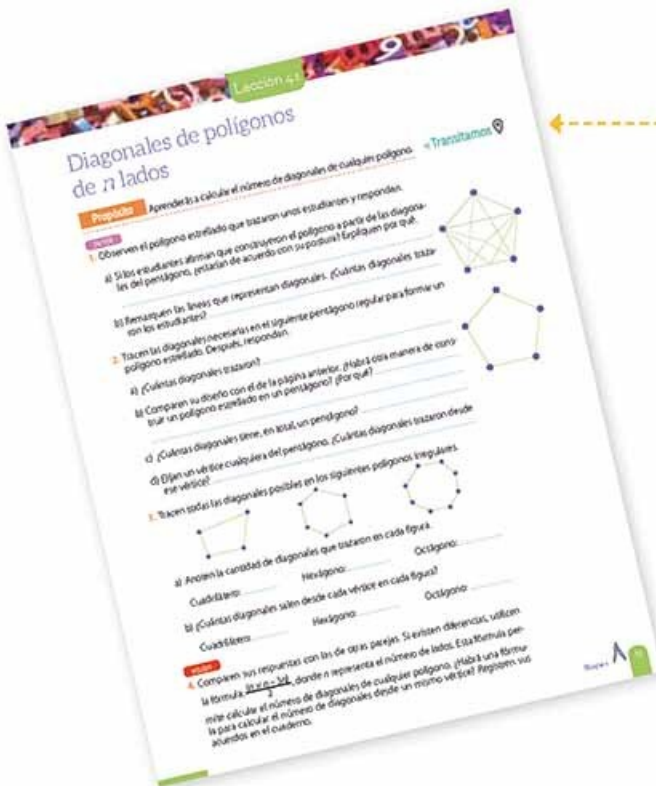 Lección 41
Diagonales de polígonos
de n lados
Transitamos
Propósito Aprenderás a calcular el número de diagonales de cualquier polígono.
1. Observen el polígono estrellado que trazaron unos estudiantes y respondan.
a) Si los estudiantes afirman que construyeron el polígono a partir de las diagona-
les del pentágono, ¿estarían de acuerdo con su postura? Expliquen por qué.
b) Remarquen las líneas que representan diagonales. ¿Cuántas diagonales traza-
ron los estudiantes?
2. Tracen las diagonales necesarias en el siguiente pentágono regular para formar un
polígono estrellado. Después, respondan.
a) ¿Cuántas diagonales trazaron?
b) Comparen su diseño con el de la página anterior. ¿Habrá otra manera de cons-
truir un polígono estrellado en un pentágono? ¿Por qué?
c) ¿Cuántas diagonales tiene, en total, un pentágono?
d) Elijan un vértice cualquiera del pentágono. ¿Cuántas diagonales trazaron desde
ese vértice?
3. Tracen todas las diagonales posibles en los siguientes polígonos irregulares.
a) Anoten la cantidad de diagonales que trazaron en cada figura.
Cuadrilátero: Hexágono: Octágono:
b) ¿Cuántas diagonales salen desde cada vértice en cada figura?
Cuadrilátero: Hexágono: Octágono:
4. Comparen sus respuestas con las de otras parejas. Si existen diferencias, utilicen
la fórmula (n × n − 3n)/2, donde n representa el número de lados. Esta fórmula per-
mite calcular el número de diagonales de cualquier polígono. ¿Habrá una fórmu-
la para calcular el número de diagonales desde un mismo vértice? Registren sus
acuerdos en el cuaderno.
Bloque